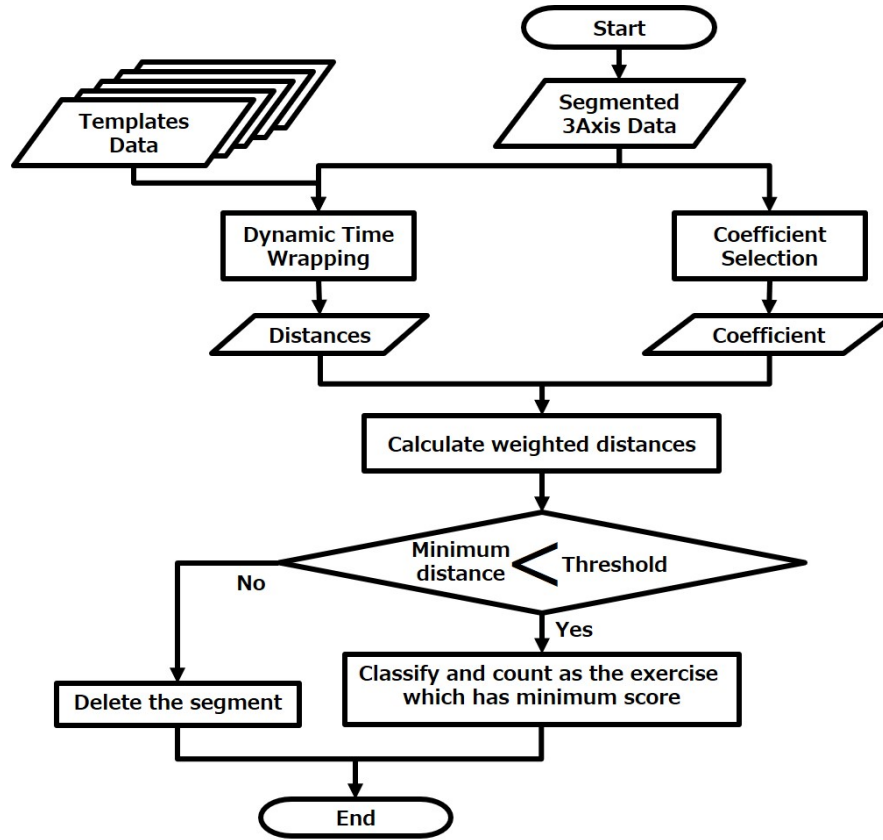 Start
Templates
Data
Segmented
3Axis Data
Dynamic Time
Wrapping
Coefficient
Selection
Distances
Coefficient
Calculate weighted distances
Minimum
distance
<
Threshold
No
Yes
Delete the segment
Classify and count as the exercise
which has minimum score
End